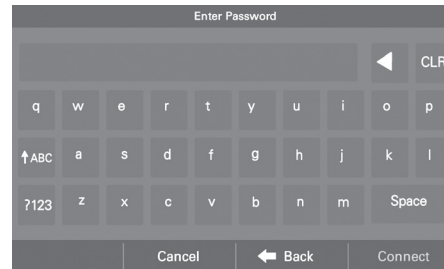 Enter Password
CLR
q w e r t y u i o p
ABC a s d f g h j k l
?123 z x c v b n m Space
Cancel Back Connect